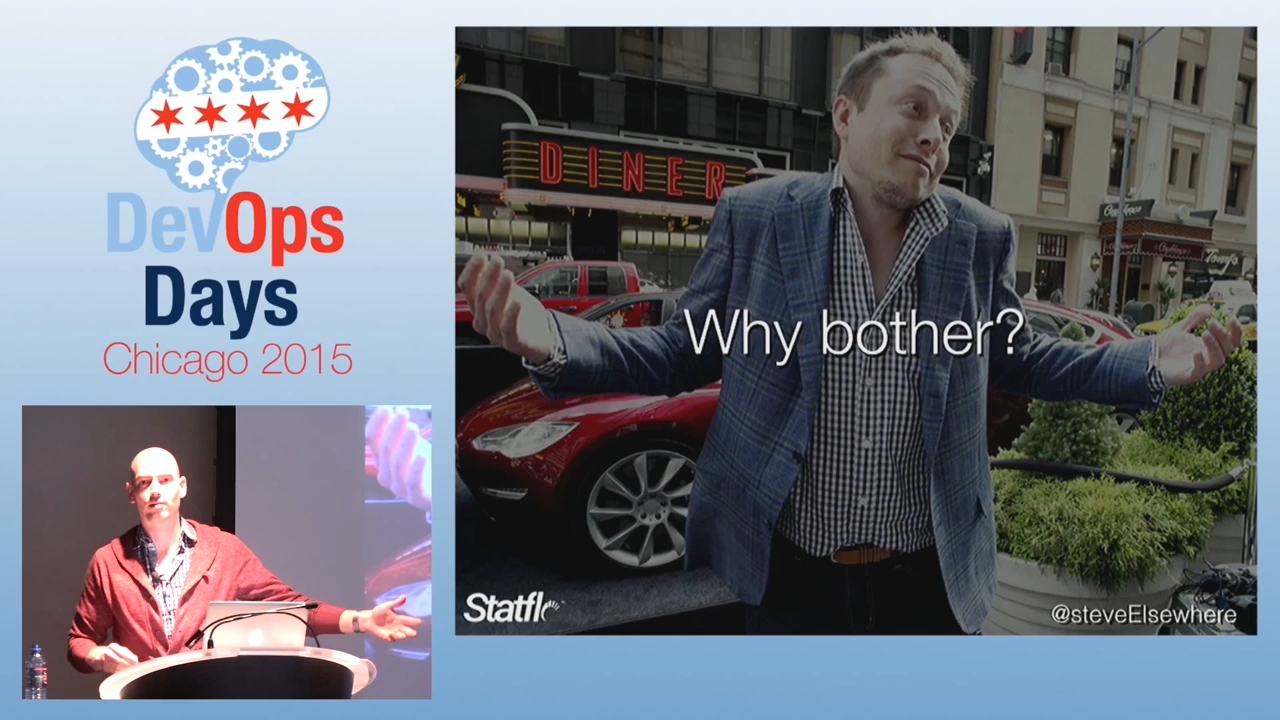 DevOps
Days
Chicago 2015
DINER
Why bother?
Statflo
@steveElsewhere